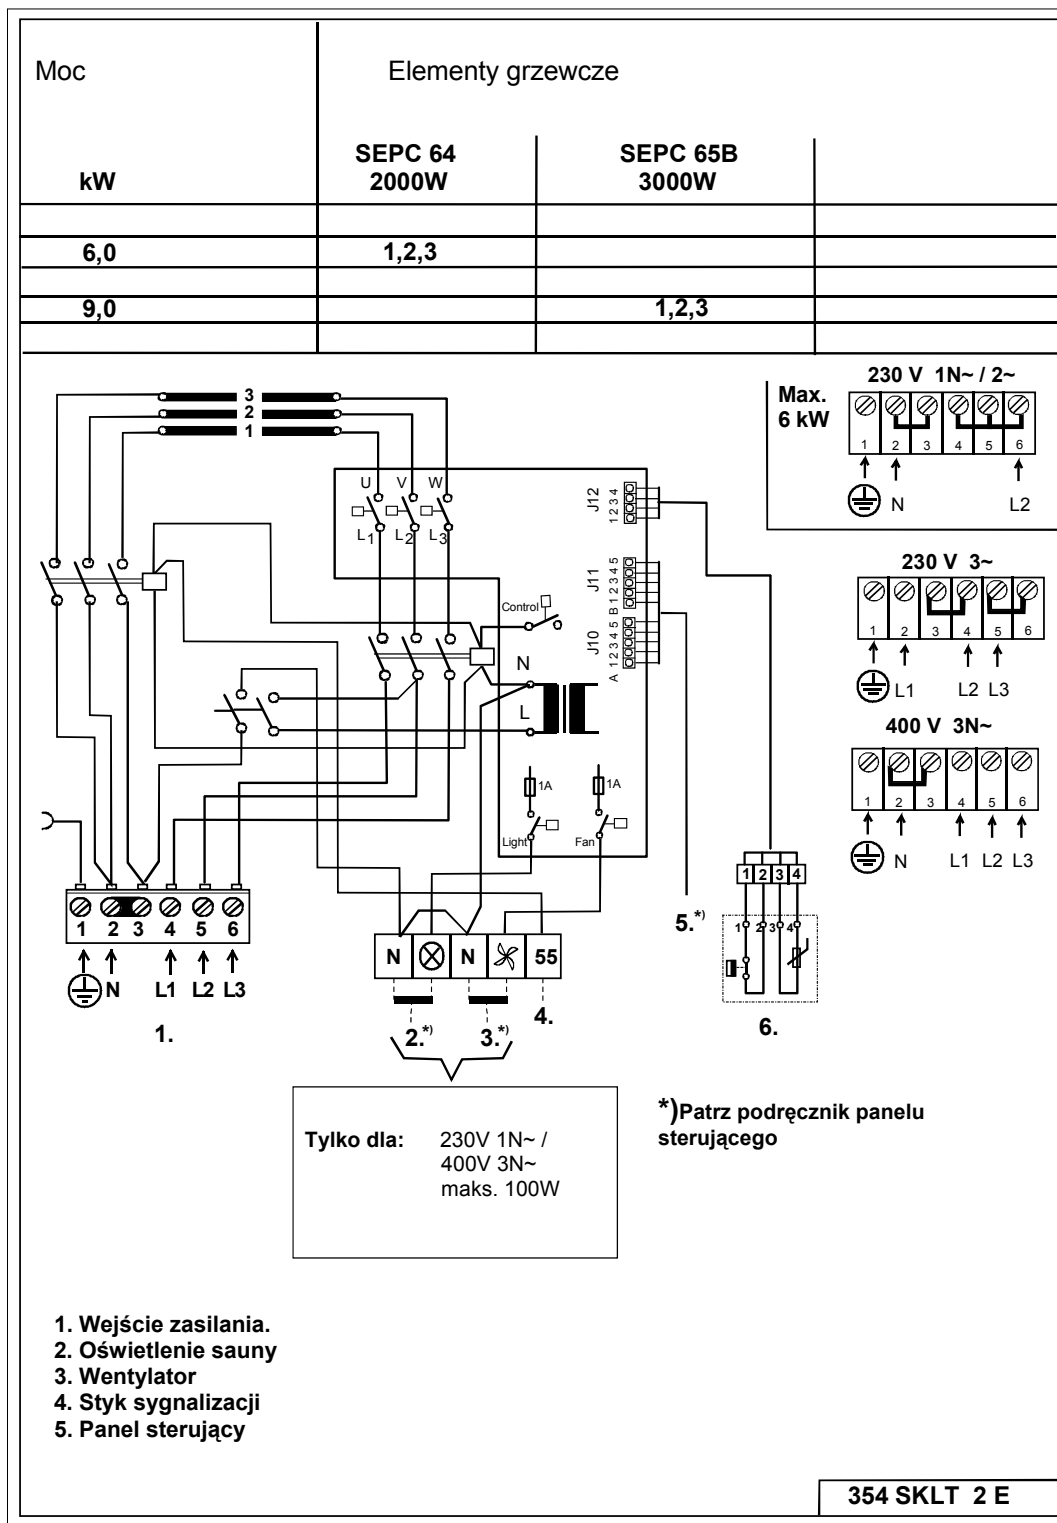 Moc
Elementy grzewcze
kW
SEPC 64
2000W
SEPC 65B
3000W
6,0
1,2,3
9,0
1,2,3
3
2
1
U V W
L1 L2 L3
Control
N
L
1A
1A
Light
Fan
J12
1 2 3 4
J11
B 1 2 3 4 5
J10
A 1 2 3 4 5
Max.
6 kW
230 V 1N~ / 2~
1 2 3 4 5 6
N
L2
230 V 3~
1 2 3 4 5 6
L1 L2 L3
400 V 3N~
1 2 3 4 5 6
N L1 L2 L3
1 2 3 4 5 6
N L1 L2 L3
1.
N N 55
2.*)
3.*)
4.
5.*)
1 2 3 4
1 2 3 4
6.
Tylko dla: 230V 1N~ /
400V 3N~
maks. 100W
*)Patrz podręcznik panelu
sterującego
1. Wejście zasilania.
2. Oświetlenie sauny
3. Wentylator
4. Styk sygnalizacji
5. Panel sterujący
354 SKLT 2 E